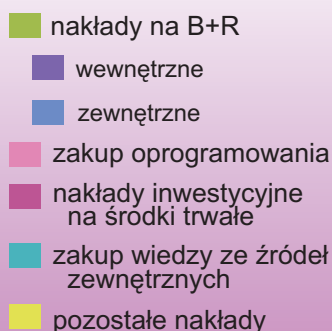 nakłady na B+R
wewnętrzne
zewnętrzne
zakup oprogramowania
nakłady inwestycyjne
na środki trwałe
zakup wiedzy ze źródeł
zewnętrznych
pozostałe nakłady